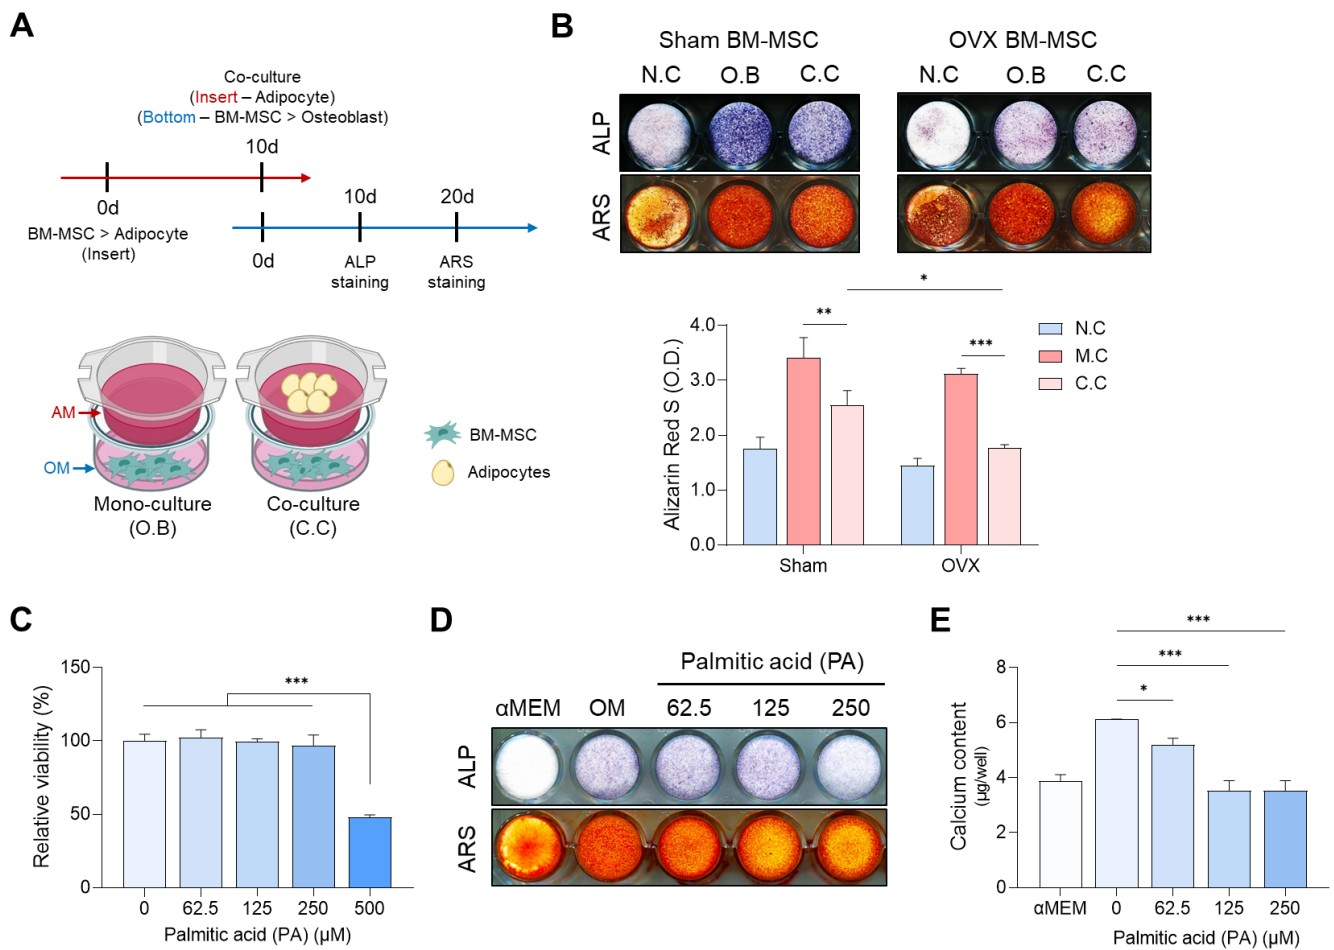 A
Co-culture
(Insert – Adipocyte)
(Bottom – BM-MSC > Osteoblast)
10d
0d
BM-MSC > Adipocyte
(Insert)
10d
20d
0d
ALP
staining
ARS
staining
AM
OM
Mono-culture
(O.B)
Co-culture
(C.C)
BM-MSC
Adipocytes
B
Sham BM-MSC
OVX BM-MSC
N.C O.B C.C
N.C O.B C.C
ALP
ARS
*
**
***
Alizarin Red S (O.D.)
4.0
3.0
2.0
1.0
0.0
Sham
OVX
N.C
M.C
C.C
C
***
Relative viability (%)
150
100
50
0
0 62.5 125 250 500
Palmitic acid (PA) (μM)
D
Palmitic acid (PA)
αMEM OM 62.5 125 250
ALP
ARS
E
***
***
*
Calcium content
(μg/well)
8
6
4
2
0
αMEM 0 62.5 125 250
Palmitic acid (PA) (μM)